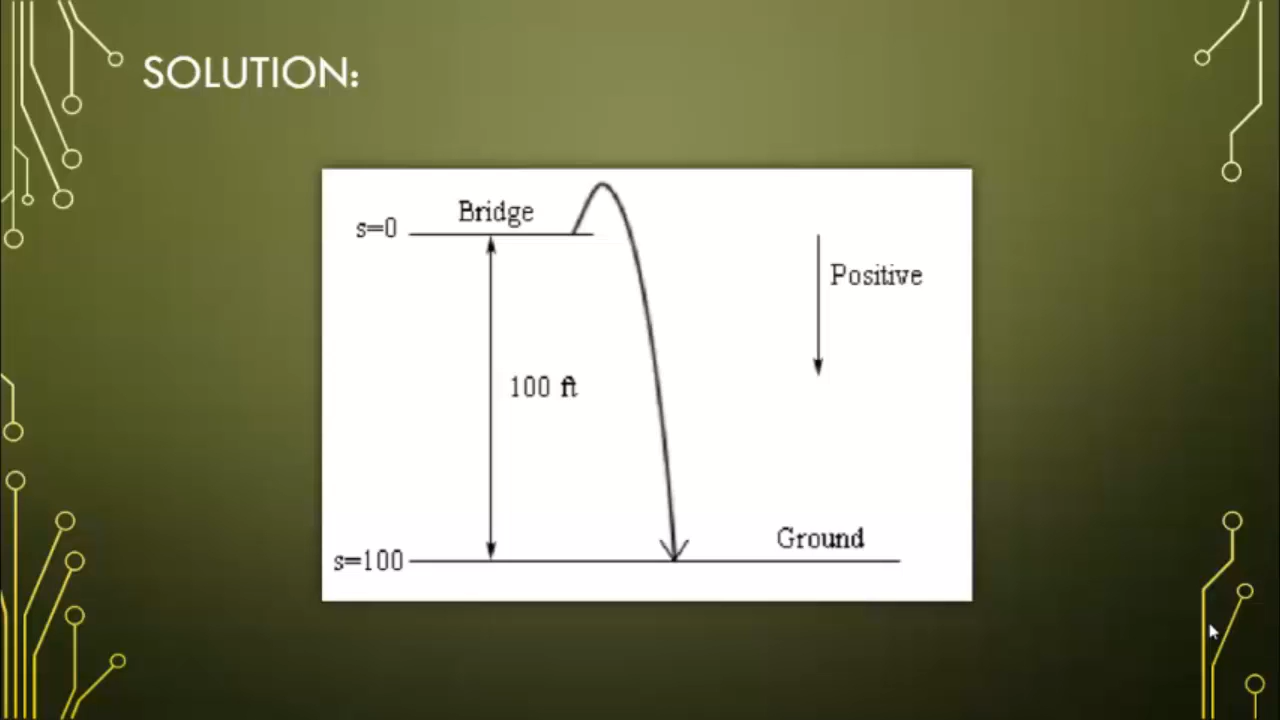 SOLUTION:
Bridge
s=0
Positive
100 ft
Ground
s=100